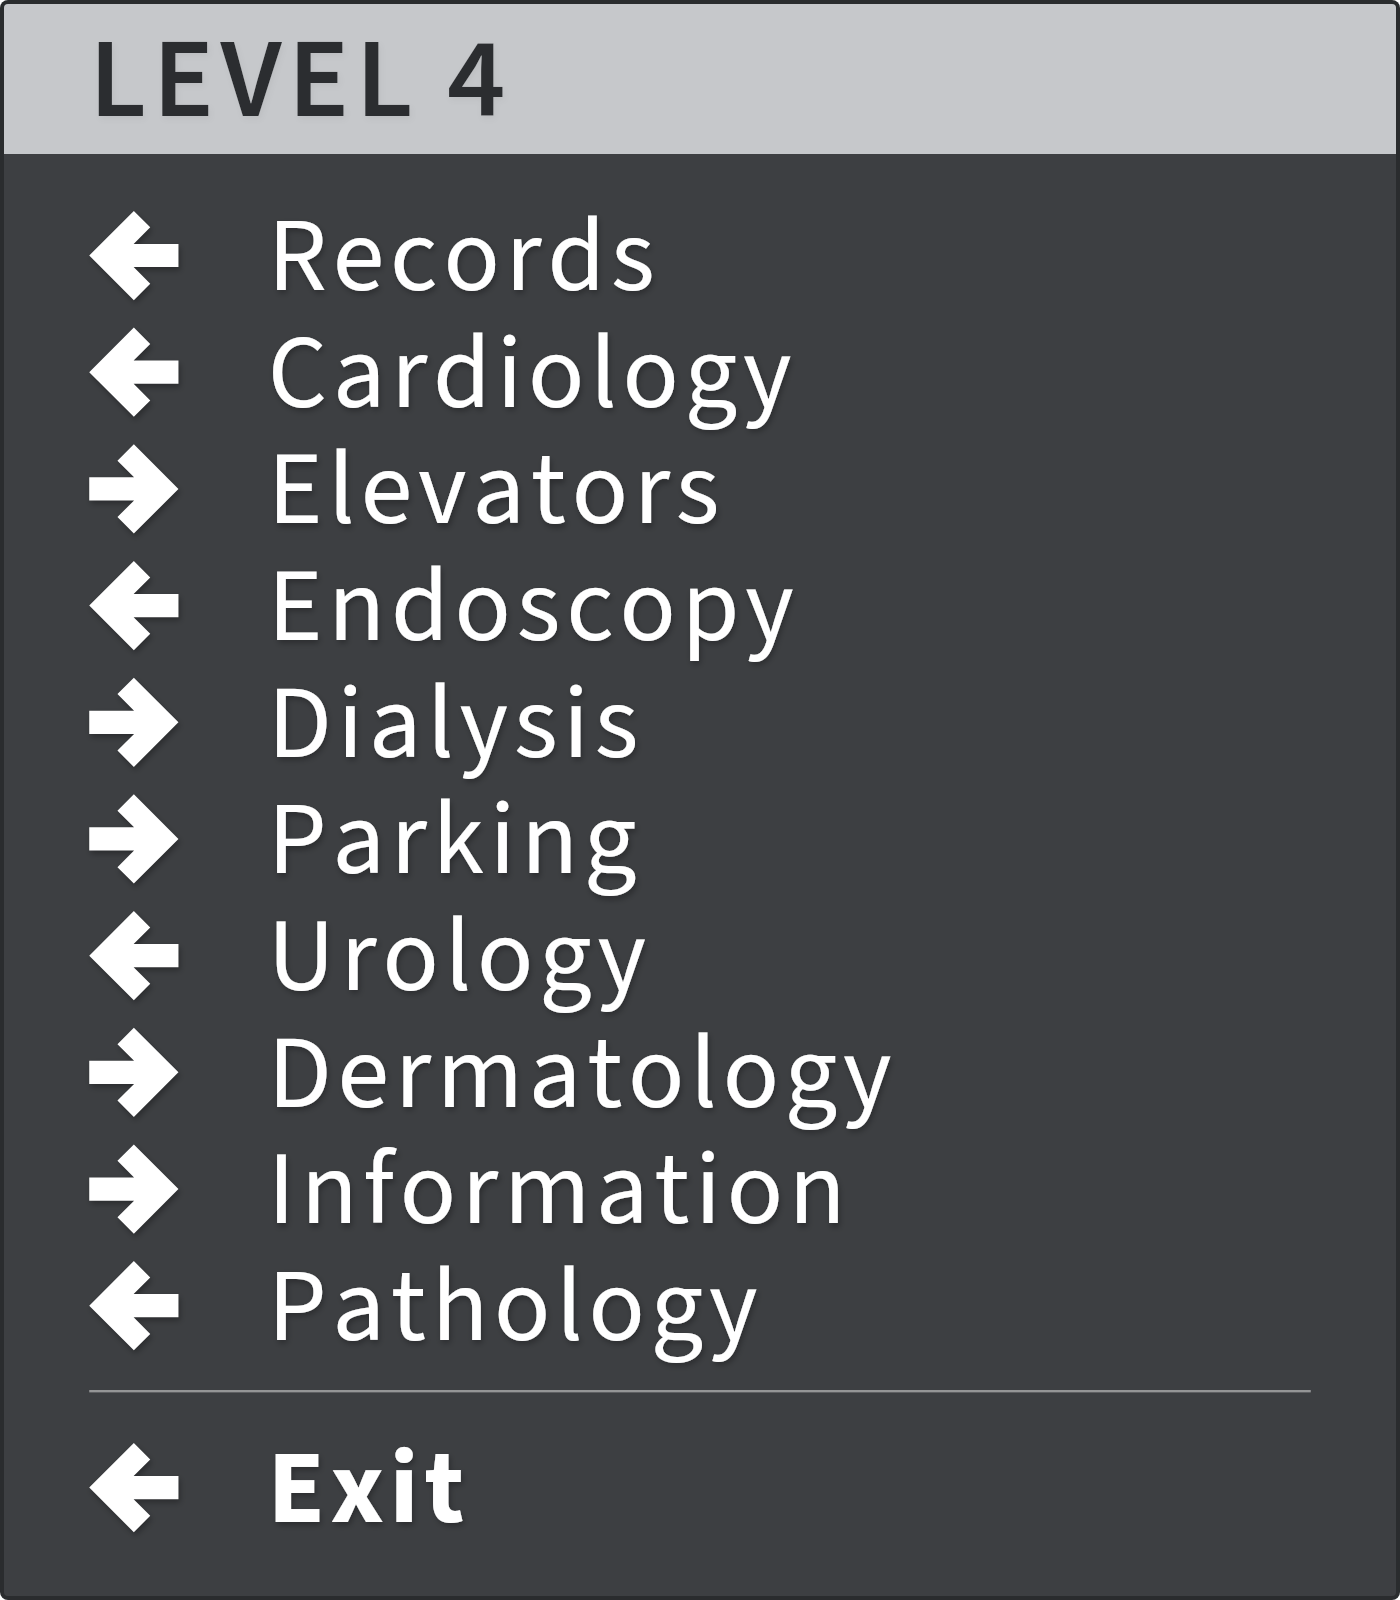 LEVEL 4
Records
Cardiology
Elevators
Endoscopy
Dialysis
Parking
Urology
Dermatology
Information
Pathology
Exit